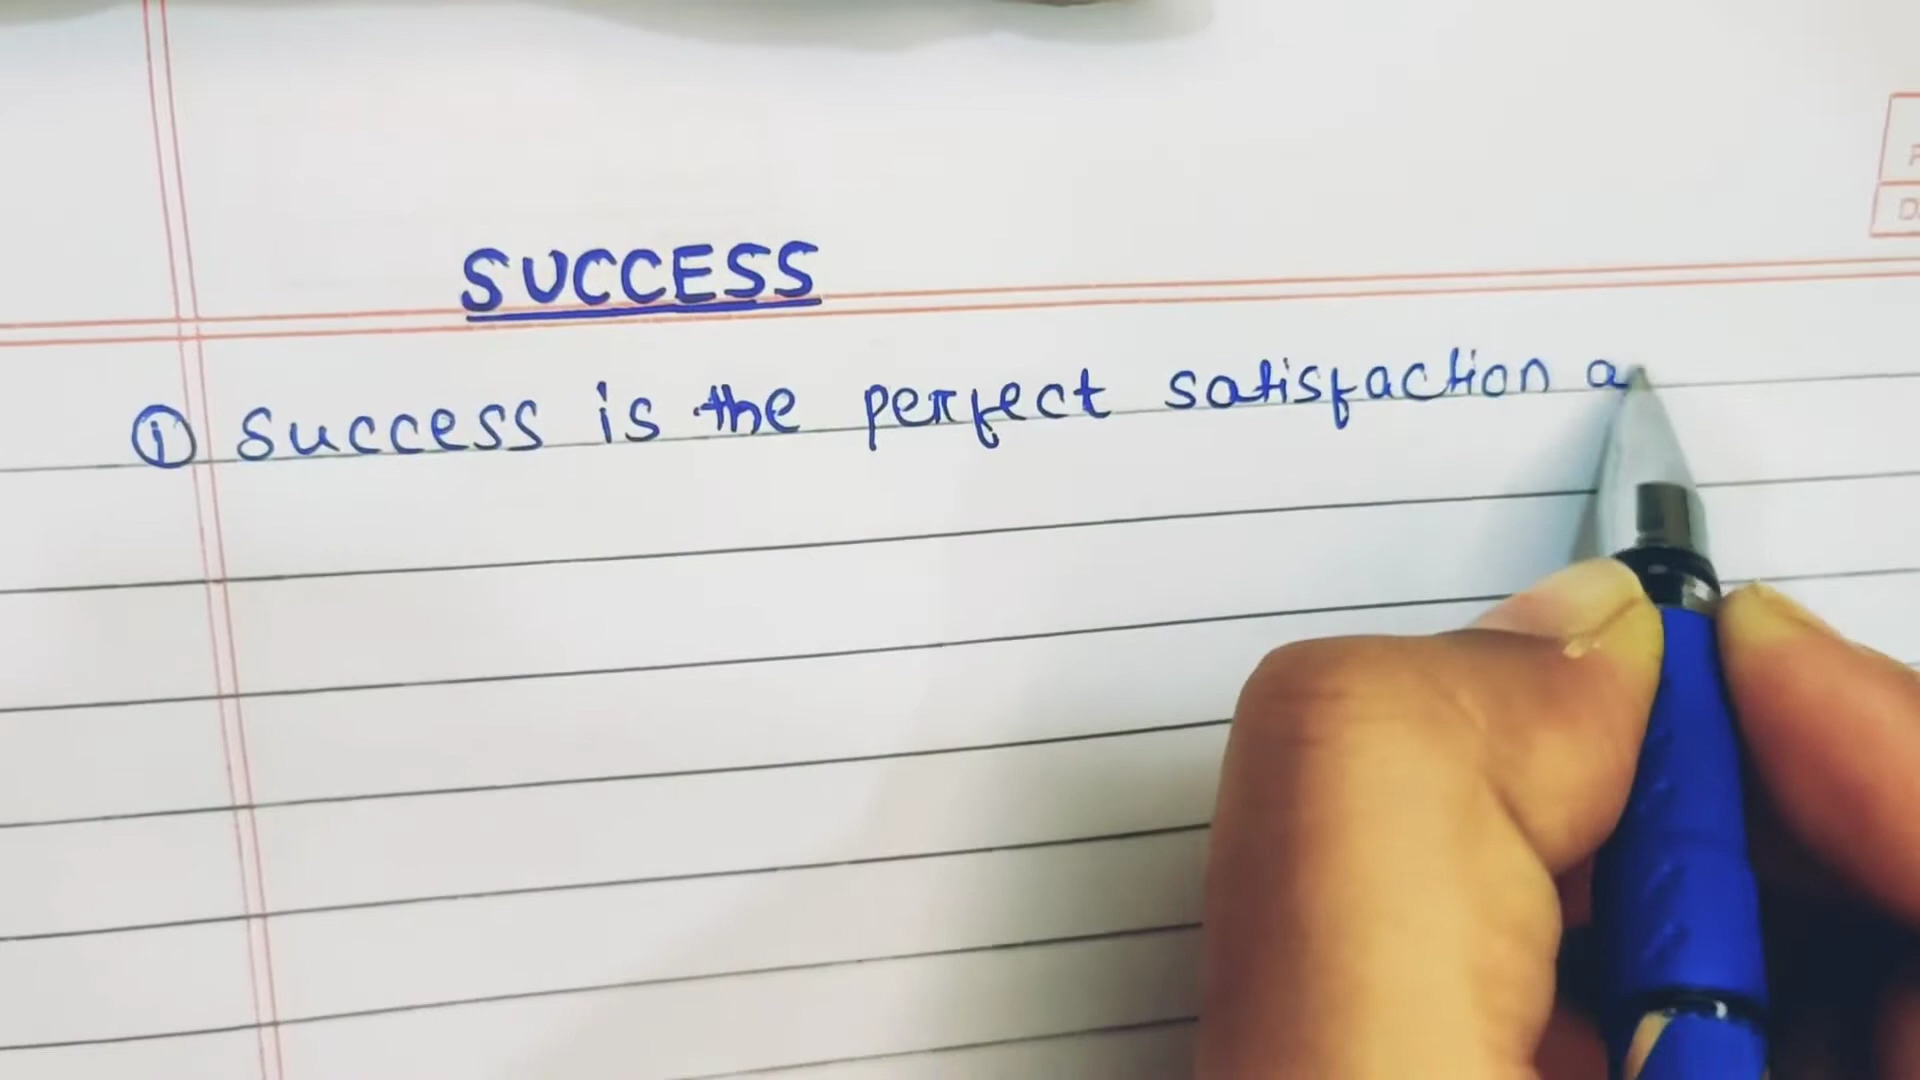 SUCCESS
① Success is the perfect satisfaction a